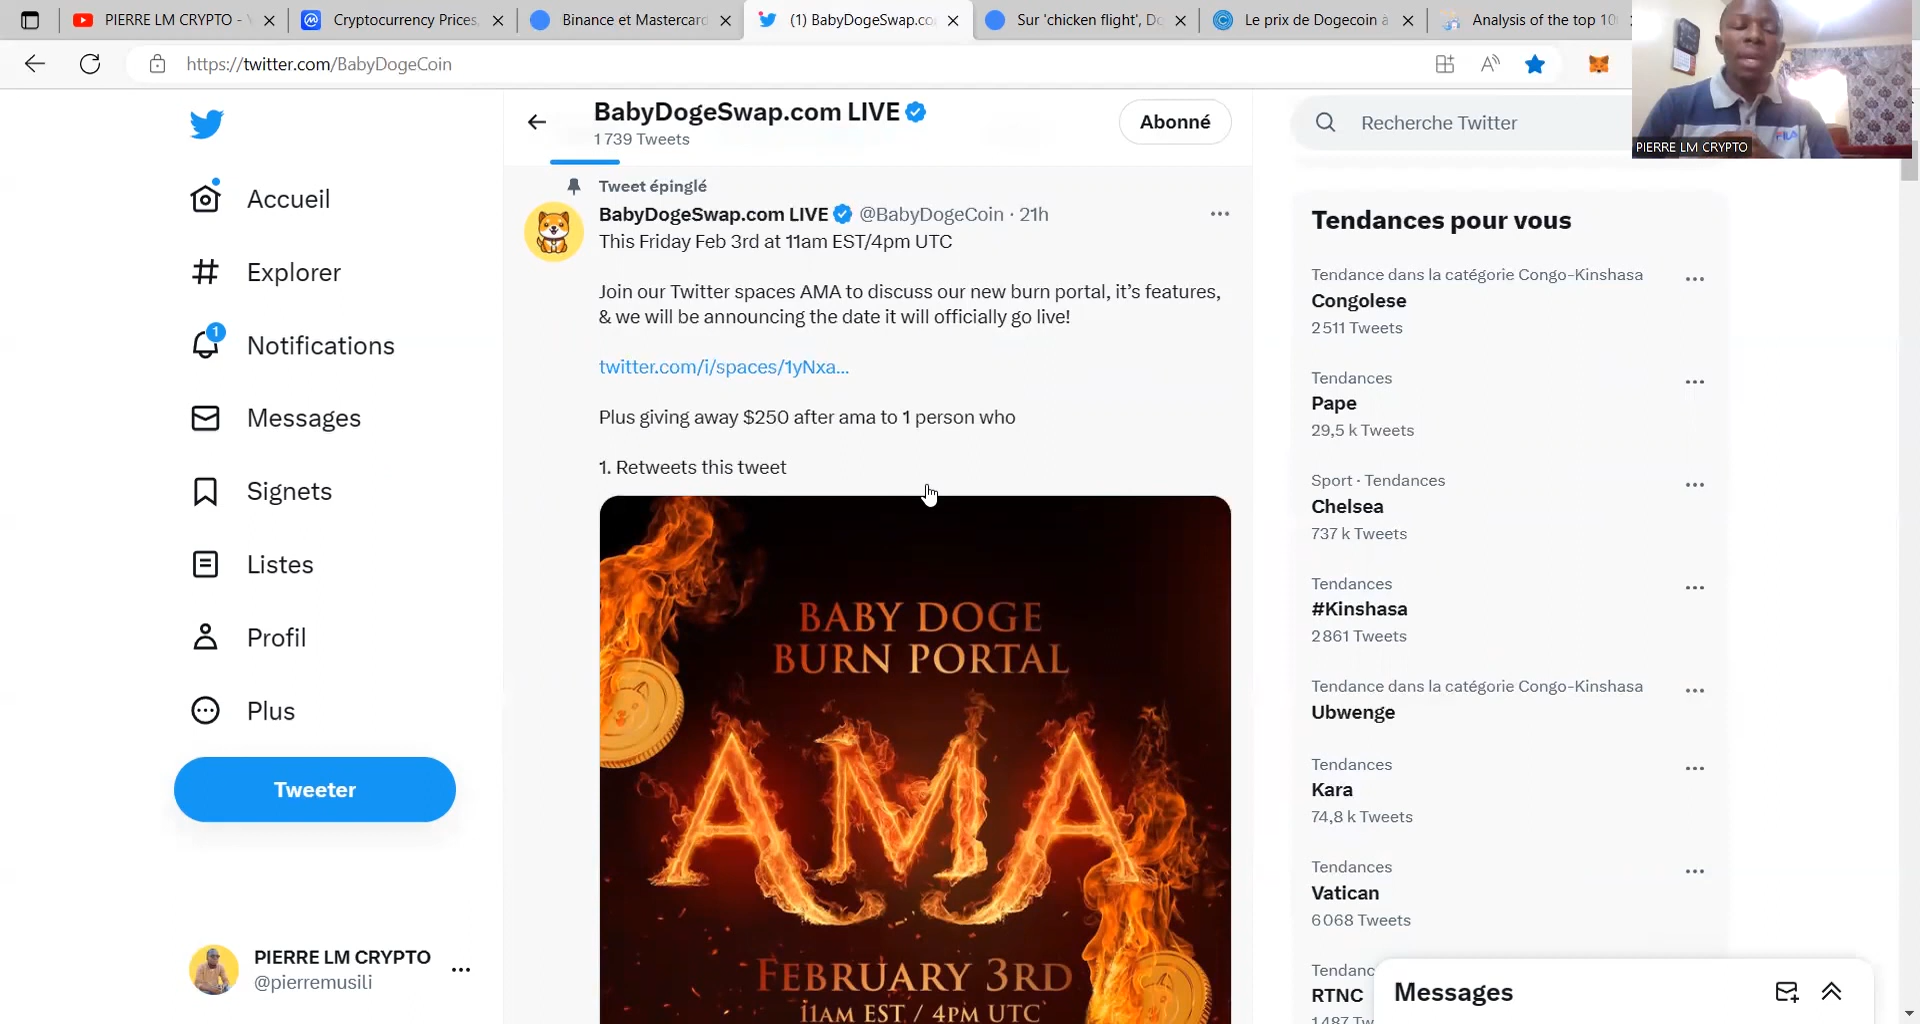 PIERRE LM CRYPTO -
Cryptocurrency Prices,
Binance et Mastercard
(1) BabyDogeSwap.co
Sur 'chicken flight', Do
Le prix de Dogecoin à
Analysis of the top 10
https://twitter.com/BabyDogeCoin
PIERRE LM CRYPTO
FILA
BabyDogeSwap.com LIVE
1 739 Tweets
Abonné
Recherche Twitter
Accueil
Explorer
1
Notifications
Messages
Signets
Listes
Profil
Plus
Tweeter
PIERRE LM CRYPTO
@pierremusili
Tweet épinglé
BabyDogeSwap.com LIVE @BabyDogeCoin · 21h
This Friday Feb 3rd at 11am EST/4pm UTC
Join our Twitter spaces AMA to discuss our new burn portal, it's features,
& we will be announcing the date it will officially go live!
twitter.com/i/spaces/1yNxa...
Plus giving away $250 after ama to 1 person who
1. Retweets this tweet
BABY DOGE
BURN PORTAL
AMA
FEBRUARY 3RD
11AM EST / 4PM UTC
Tendances pour vous
Tendance dans la catégorie Congo-Kinshasa
Congolese
2 511 Tweets
Tendances
Pape
29,5 k Tweets
Sport · Tendances
Chelsea
737 k Tweets
Tendances
#Kinshasa
2 861 Tweets
Tendance dans la catégorie Congo-Kinshasa
Ubwenge
Tendances
Kara
74,8 k Tweets
Tendances
Vatican
6 068 Tweets
Tendanc
RTNC
1 487 Tw
Messages